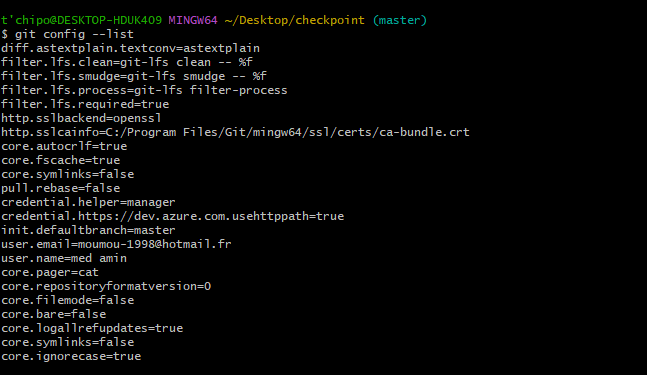 t'chipo@DESKTOP-HDUK4O9 MINGW64 ~/Desktop/checkpoint (master)
$ git config --list
diff.astextplain.textconv=astextplain
filter.lfs.clean=git-lfs clean -- %f
filter.lfs.smudge=git-lfs smudge -- %f
filter.lfs.process=git-lfs filter-process
filter.lfs.required=true
http.sslbackend=openssl
http.sslcainfo=C:/Program Files/Git/mingw64/ssl/certs/ca-bundle.crt
core.autocrlf=true
core.fscache=true
core.symlinks=false
pull.rebase=false
credential.helper=manager
credential.https://dev.azure.com.usehttppath=true
init.defaultbranch=master
user.email=moumou-1998@hotmail.fr
user.name=med amin
core.pager=cat
core.repositoryformatversion=0
core.filemode=false
core.bare=false
core.logallrefupdates=true
core.symlinks=false
core.ignorecase=true